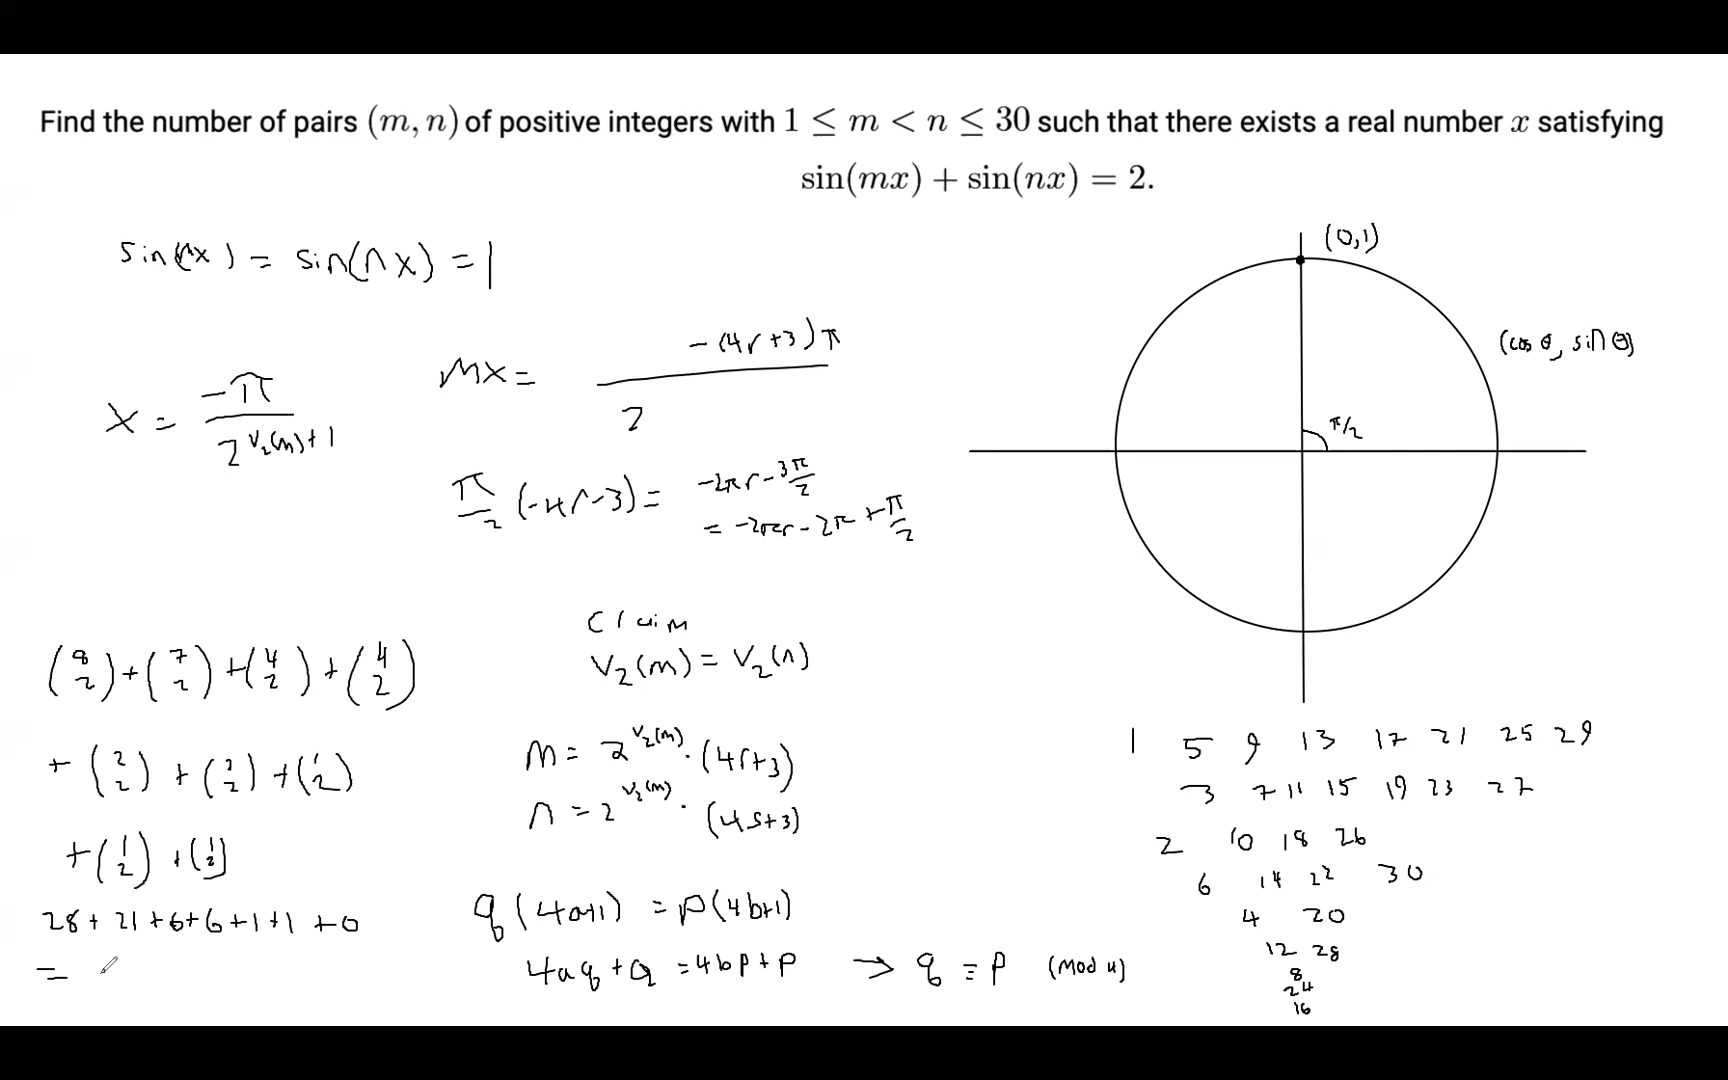 Find the number of pairs (m, n) of positive integers with 1 ≤ m < n ≤ 30 such that there exists a real number x satisfying
sin(mx) + sin(nx) = 2.
sin(mx) = sin(nx) = 1
x = -π / 2^{v₂(m)+1}
mx = -(4r+3)π / 2
π/2 (-4r-3) = -2πr - 3π/2
= -2πr - 2π + π/2
(0,1)
(cos θ, sin θ)
π/2
Claim
v₂(m) = v₂(n)
m = 2^{v₂(m)} · (4r+3)
n = 2^{v₂(m)} · (4s+3)
q(4a+1) = p(4b+1)
4aq + q = 4bp + p → q ≡ p (mod 4)
(8 2) + (7 2) + (4 2) + (4 2)
+ (2 2) + (2 2) + (1 2)
+ (1 2) + (1 2)
28 + 21 + 6 + 6 + 1 + 1 + 0
=
1 5 9 13 17 21 25 29
3 7 11 15 19 23 27
2 10 18 26
6 14 22 30
4 20
12 28
8
24
16